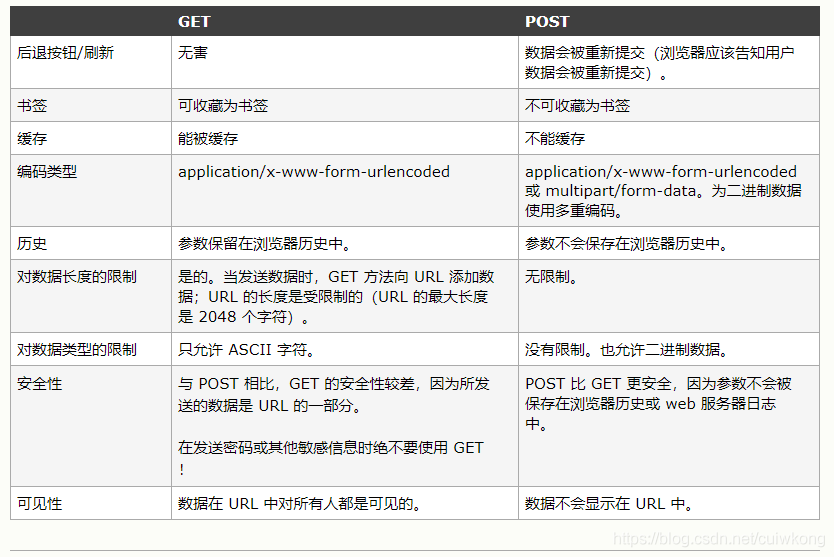 GET POST
后退按钮/刷新 无害 数据会被重新提交（浏览器应该告知用户
数据会被重新提交）。
书签 可收藏为书签 不可收藏为书签
缓存 能被缓存 不能缓存
编码类型 application/x-www-form-urlencoded application/x-www-form-urlencoded
或 multipart/form-data。为二进制数据
使用多重编码。
历史 参数保留在浏览器历史中。 参数不会保存在浏览器历史中。
对数据长度的限制 是的。当发送数据时，GET 方法向 URL 添加数 无限制。
据；URL 的长度是受限制的（URL 的最大长度
是 2048 个字符）。
对数据类型的限制 只允许 ASCII 字符。 没有限制。也允许二进制数据。
安全性 与 POST 相比，GET 的安全性较差，因为所发 POST 比 GET 更安全，因为参数不会被
送的数据是 URL 的一部分。 保存在浏览器历史或 web 服务器日志
中。
在发送密码或其他敏感信息时绝不要使用 GET
！
可见性 数据在 URL 中对所有人都是可见的。 数据不会显示在 URL 中。
https://blog.csdn.net/cuiwkong